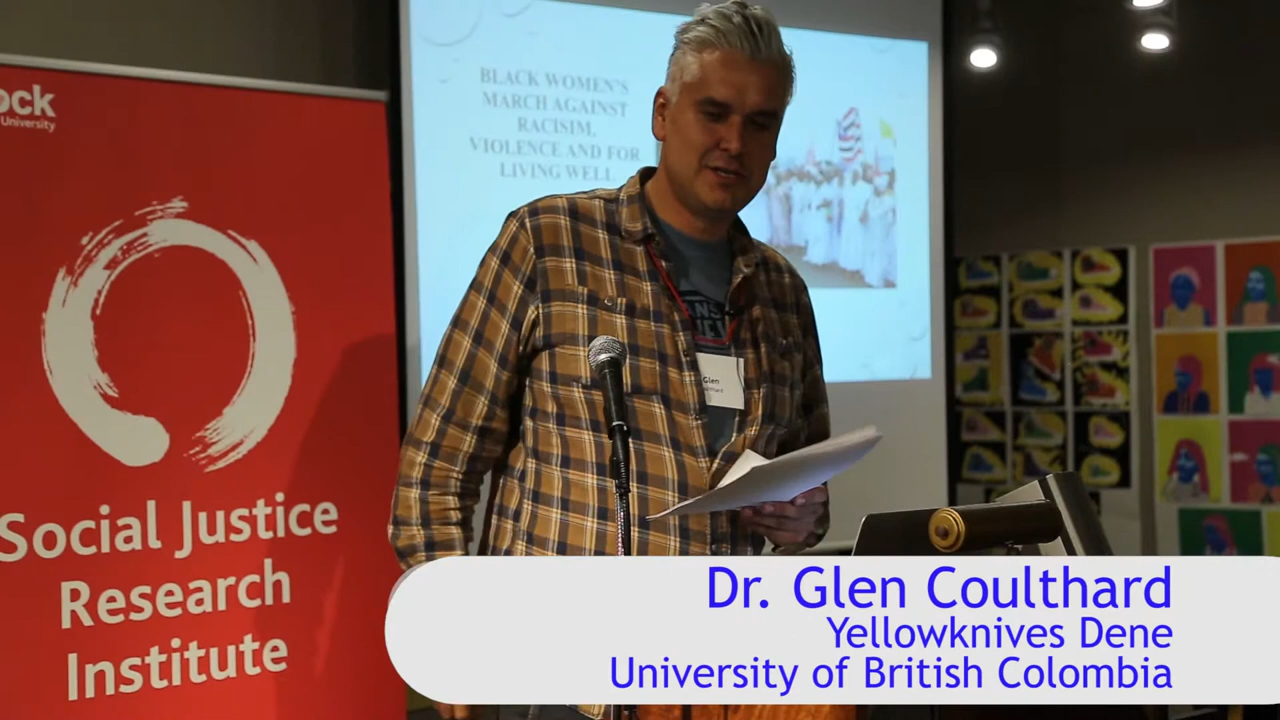 ock
University
Social Justice
Research
Institute
BLACK WOMEN'S
MARCH AGAINST
RACISIM,
VIOLENCE AND FOR
LIVING WELL
Glen
Dr. Glen Coulthard
Yellowknives Dene
University of British Colombia